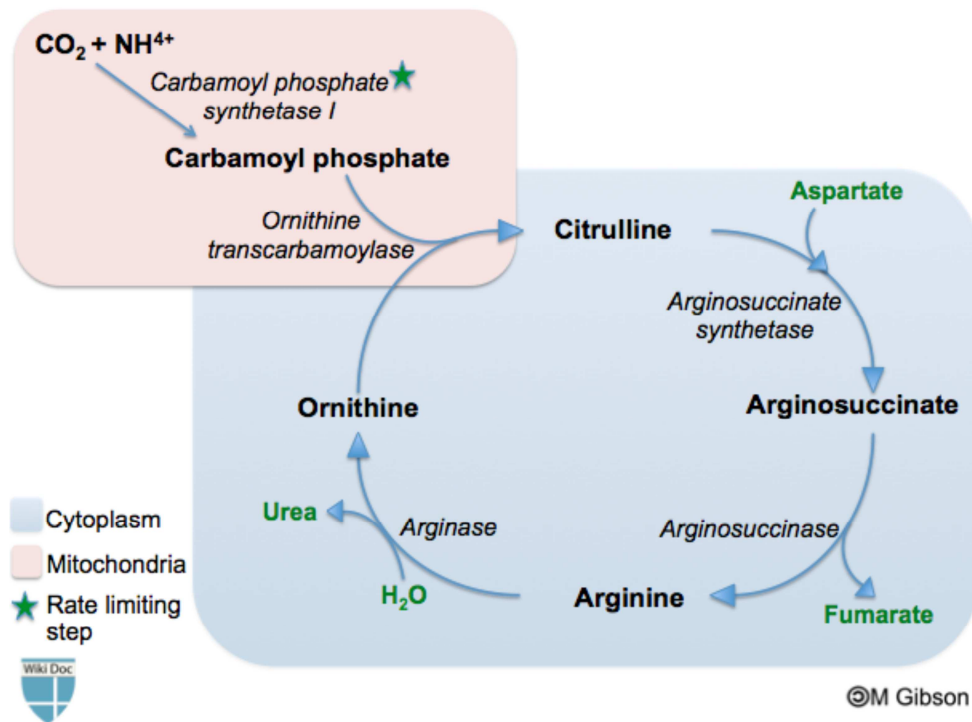 CO₂ + NH⁴⁺
Carbamoyl phosphate
synthetase I
Carbamoyl phosphate
Ornithine
transcarbamoylase
Citrulline
Aspartate
Arginosuccinate
synthetase
Ornithine
Arginosuccinate
Urea
Arginase
Arginosuccinase
H₂O
Arginine
Fumarate
Cytoplasm
Mitochondria
Rate limiting
step
Wiki Doc
🄯M Gibson